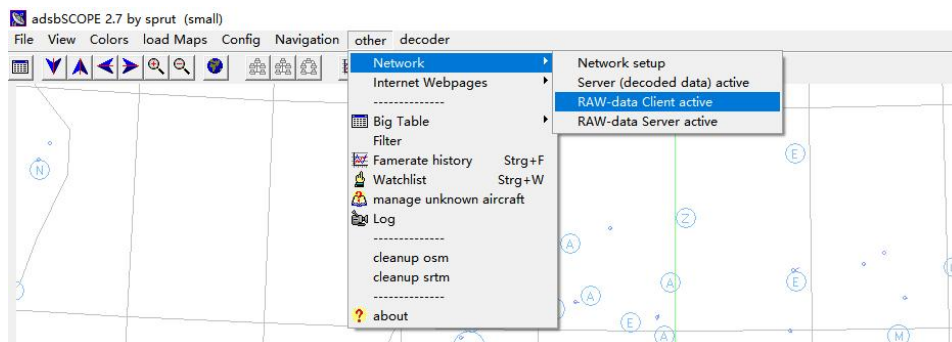 adsbSCOPE 2.7 by sprut (small)
File View Colors load Maps Config Navigation other decoder
Network
Internet Webpages
--------------
Big Table
Filter
Famerate history Strg+F
Watchlist Strg+W
manage unknown aircraft
Log
--------------
cleanup osm
cleanup srtm
--------------
? about
Network setup
Server (decoded data) active
RAW-data Client active
RAW-data Server active
N
E
Z
A
A
E
A
E
A
M